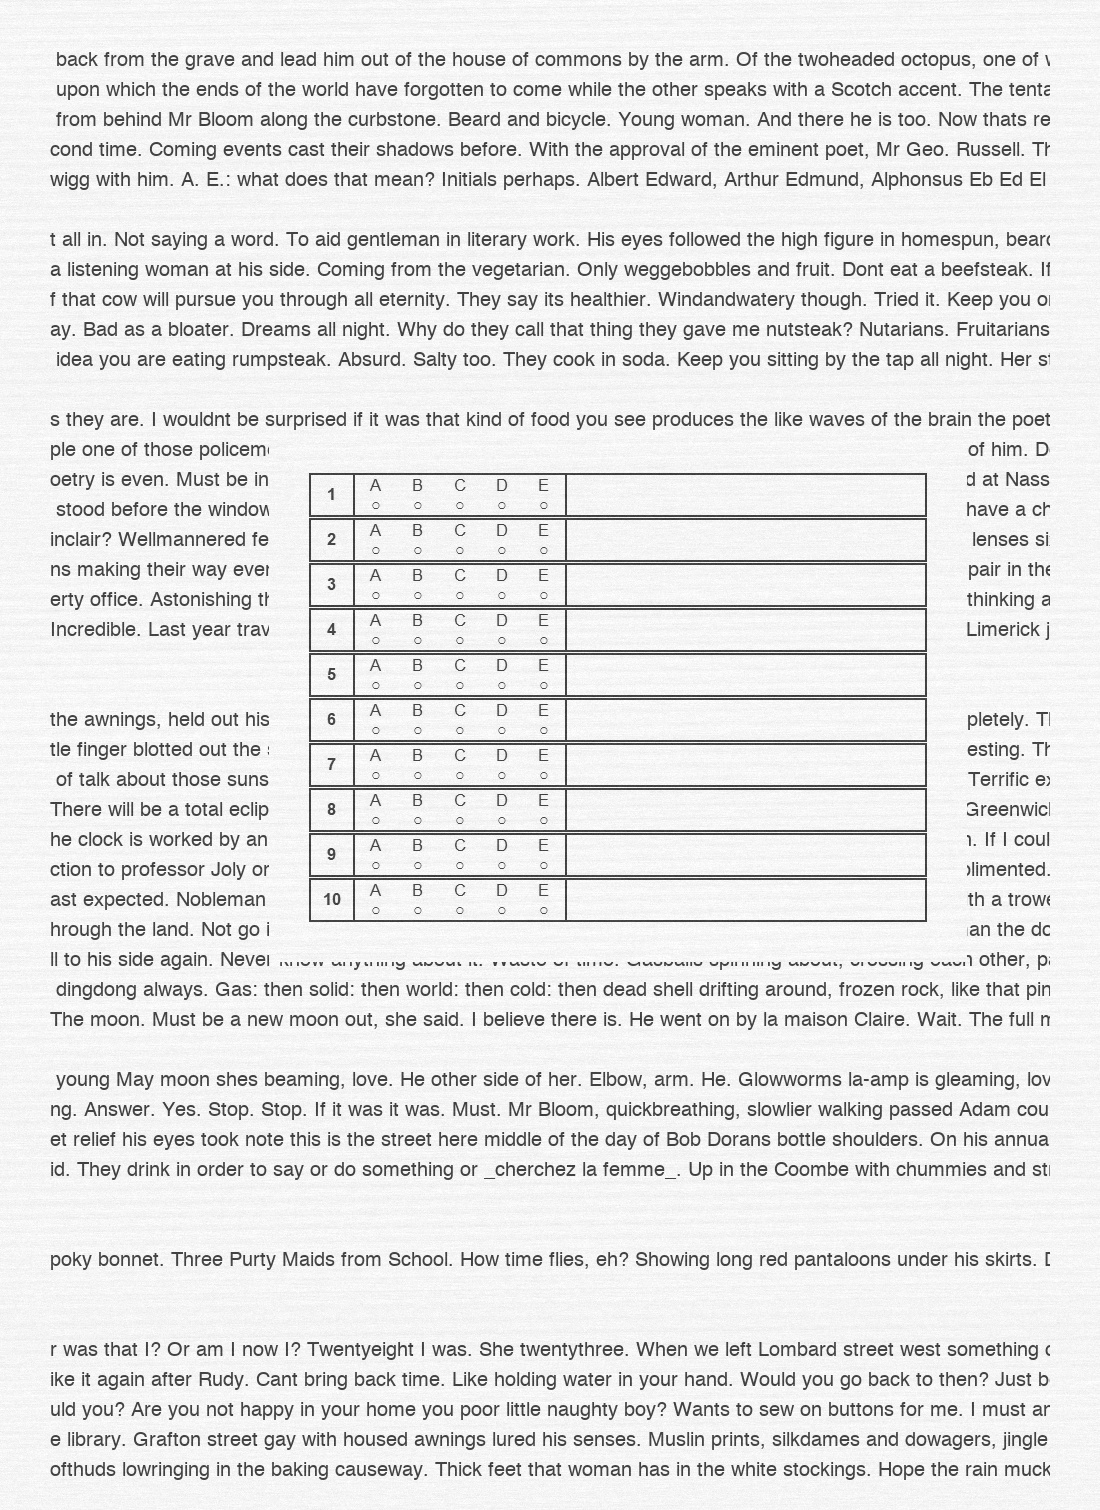 back from the grave and lead him out of the house of commons by the arm. Of the twoheaded octopus, one of
upon which the ends of the world have forgotten to come while the other speaks with a Scotch accent. The tenta
from behind Mr Bloom along the curbstone. Beard and bicycle. Young woman. And there he is too. Now thats re
cond time. Coming events cast their shadows before. With the approval of the eminent poet, Mr Geo. Russell. Th
wigg with him. A. E.: what does that mean? Initials perhaps. Albert Edward, Arthur Edmund, Alphonsus Eb Ed El
t all in. Not saying a word. To aid gentleman in literary work. His eyes followed the high figure in homespun, beard
a listening woman at his side. Coming from the vegetarian. Only weggebobbles and fruit. Dont eat a beefsteak. If
f that cow will pursue you through all eternity. They say its healthier. Windandwatery though. Tried it. Keep you on
ay. Bad as a bloater. Dreams all night. Why do they call that thing they gave me nutsteak? Nutarians. Fruitarians
idea you are eating rumpsteak. Absurd. Salty too. They cook in soda. Keep you sitting by the tap all night. Her st
s they are. I wouldnt be surprised if it was that kind of food you see produces the like waves of the brain the poet
ple one of those policem of him. D
oetry is even. Must be in d at Nass
stood before the window have a ch
inclair? Wellmannered fe lenses si
ns making their way ever pair in the
erty office. Astonishing th thinking a
Incredible. Last year trav Limerick j
the awnings, held out his pletely. Th
tle finger blotted out the esting. Th
of talk about those suns Terrific ex
There will be a total eclip Greenwich
he clock is worked by an . If I coul
ction to professor Joly or plimented.
ast expected. Nobleman th a trowe
hrough the land. Not go i an the do
ll to his side again. Never know anything about it. Waste of time. Gasballs spinning about, crossing each other, pa
dingdong always. Gas: then solid: then world: then cold: then dead shell drifting around, frozen rock, like that pin
The moon. Must be a new moon out, she said. I believe there is. He went on by la maison Claire. Wait. The full m
young May moon shes beaming, love. He other side of her. Elbow, arm. He. Glowworms la-amp is gleaming, lov
ng. Answer. Yes. Stop. Stop. If it was it was. Must. Mr Bloom, quickbreathing, slowlier walking passed Adam cou
et relief his eyes took note this is the street here middle of the day of Bob Dorans bottle shoulders. On his annua
id. They drink in order to say or do something or _cherchez la femme_. Up in the Coombe with chummies and str
poky bonnet. Three Purty Maids from School. How time flies, eh? Showing long red pantaloons under his skirts. D
r was that I? Or am I now I? Twentyeight I was. She twentythree. When we left Lombard street west something c
ike it again after Rudy. Cant bring back time. Like holding water in your hand. Would you go back to then? Just b
uld you? Are you not happy in your home you poor little naughty boy? Wants to sew on buttons for me. I must an
e library. Grafton street gay with housed awnings lured his senses. Muslin prints, silkdames and dowagers, jingle
ofthuds lowringing in the baking causeway. Thick feet that woman has in the white stockings. Hope the rain muck
1 A B C D E
2 A B C D E
3 A B C D E
4 A B C D E
5 A B C D E
6 A B C D E
7 A B C D E
8 A B C D E
9 A B C D E
10 A B C D E